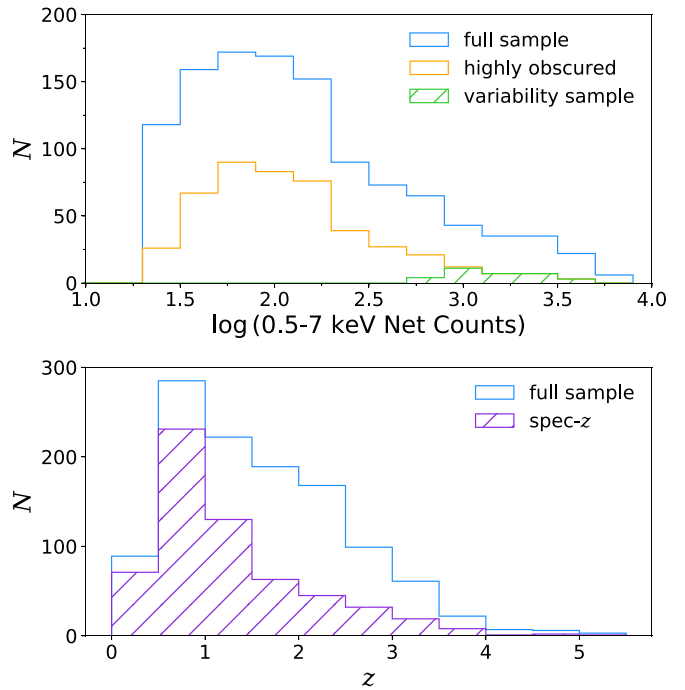 200
150
100
50
0
N
full sample
highly obscured
variability sample
1.0 1.5 2.0 2.5 3.0 3.5 4.0
log (0.5-7 keV Net Counts)
300
200
100
0
N
full sample
spec-z
0 1 2 3 4 5
z